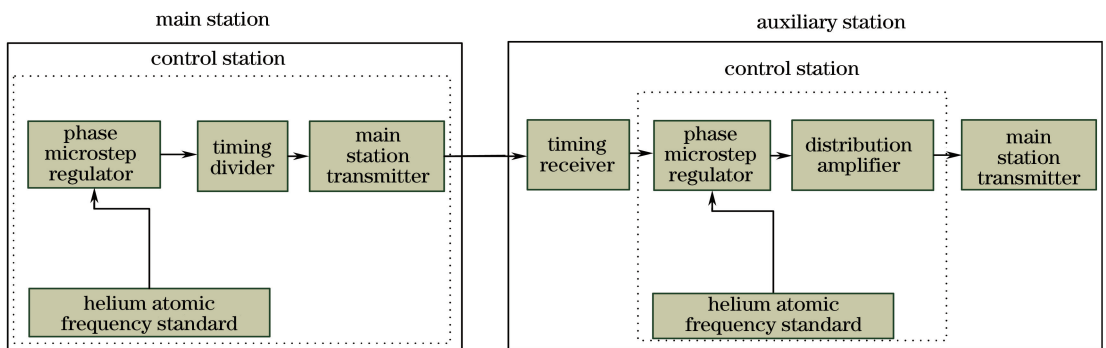 main station
control station
phase
microstep
regulator
timing
divider
main
station
transmitter
helium atomic
frequency standard
auxiliary station
control station
timing
receiver
phase
microstep
regulator
distribution
amplifier
main
station
transmitter
helium atomic
frequency standard